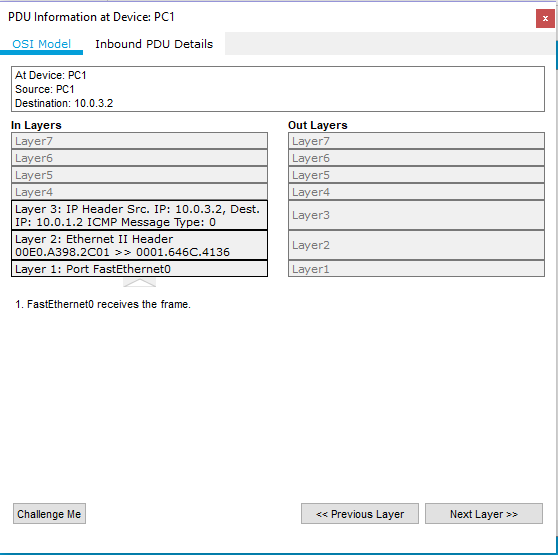 PDU Information at Device: PC1
x
OSI Model Inbound PDU Details
At Device: PC1
Source: PC1
Destination: 10.0.3.2
In Layers
Layer7
Layer6
Layer5
Layer4
Layer 3: IP Header Src. IP: 10.0.3.2, Dest.
IP: 10.0.1.2 ICMP Message Type: 0
Layer 2: Ethernet II Header
00E0.A398.2C01 >> 0001.646C.4136
Layer 1: Port FastEthernet0
Out Layers
Layer7
Layer6
Layer5
Layer4
Layer3
Layer2
Layer1
1. FastEthernet0 receives the frame.
Challenge Me
<< Previous Layer
Next Layer >>